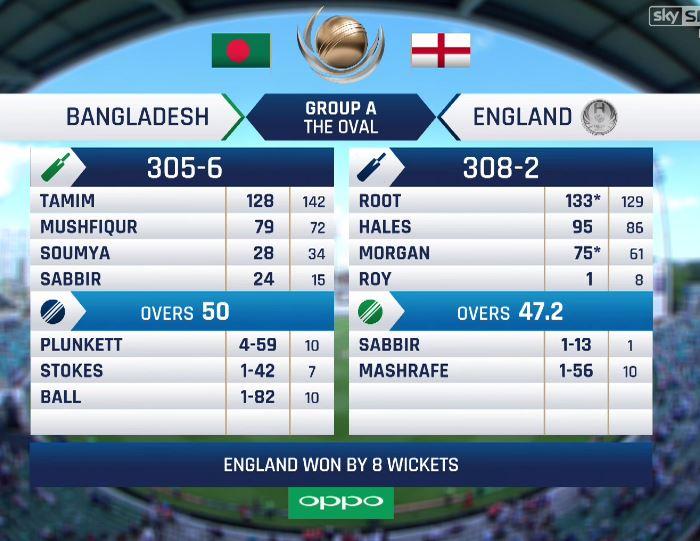 sky S
BANGLADESH
GROUP A
THE OVAL
ENGLAND
305-6
TAMIM 128 142
MUSHFIQUR 79 72
SOUMYA 28 34
SABBIR 24 15
OVERS 50
PLUNKETT 4-59 10
STOKES 1-42 7
BALL 1-82 10
308-2
ROOT 133* 129
HALES 95 86
MORGAN 75* 61
ROY 1 8
OVERS 47.2
SABBIR 1-13 1
MASHRAFE 1-56 10
ENGLAND WON BY 8 WICKETS
oppo